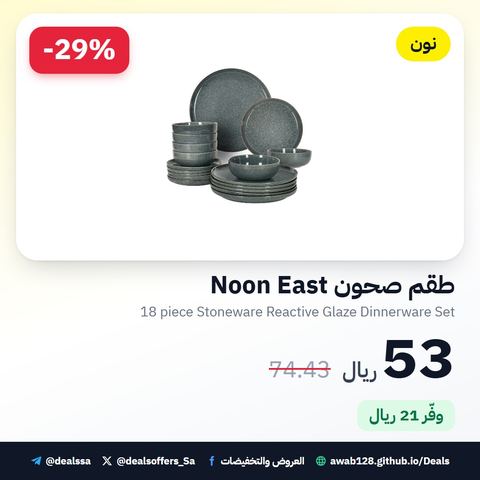 -29%
نون
طقم صحون Noon East
18 piece Stoneware Reactive Glaze Dinnerware Set
53 ريال 74.43
وفّر 21 ريال
@dealssa @dealsoffers_Sa العروض والتخفيضات awab128.github.io/Deals